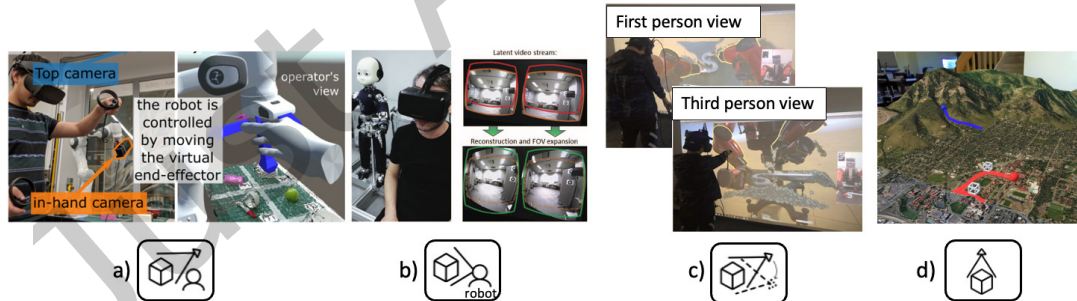 Top camera
the robot is
controlled
by moving
the virtual
end-effector
in-hand camera
operator's
view
Latent video stream:
Reconstruction and FOV expansion
First person view
Third person view
a)
b)
robot
c)
d)